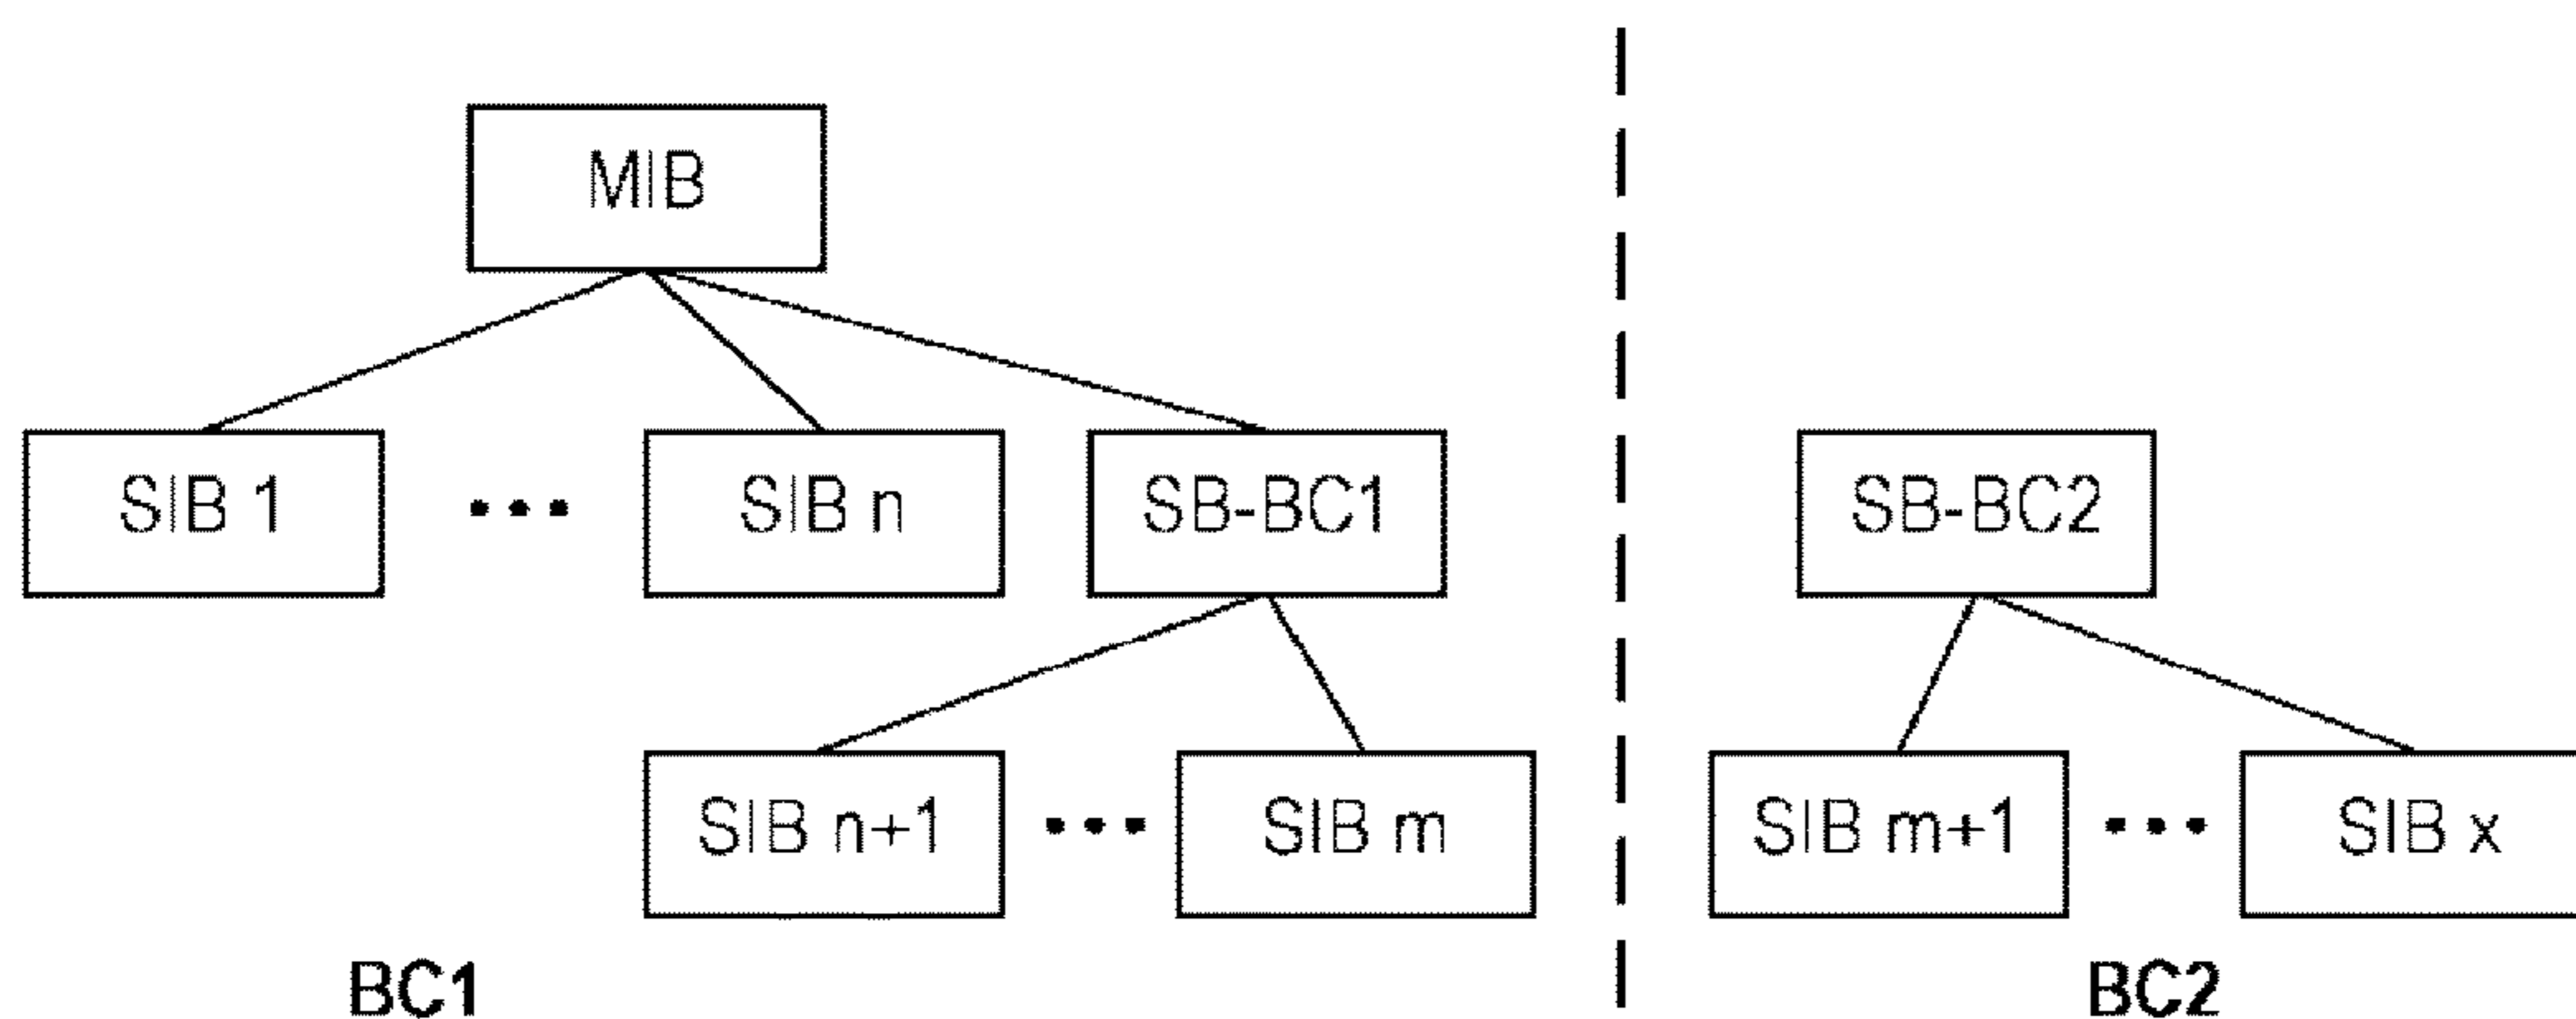 MIB
SIB 1 ••• SIB n SB-BC1 SB-BC2
SIB n+1 ••• SIB m SIB m+1 ••• SIB x
BC1 BC2